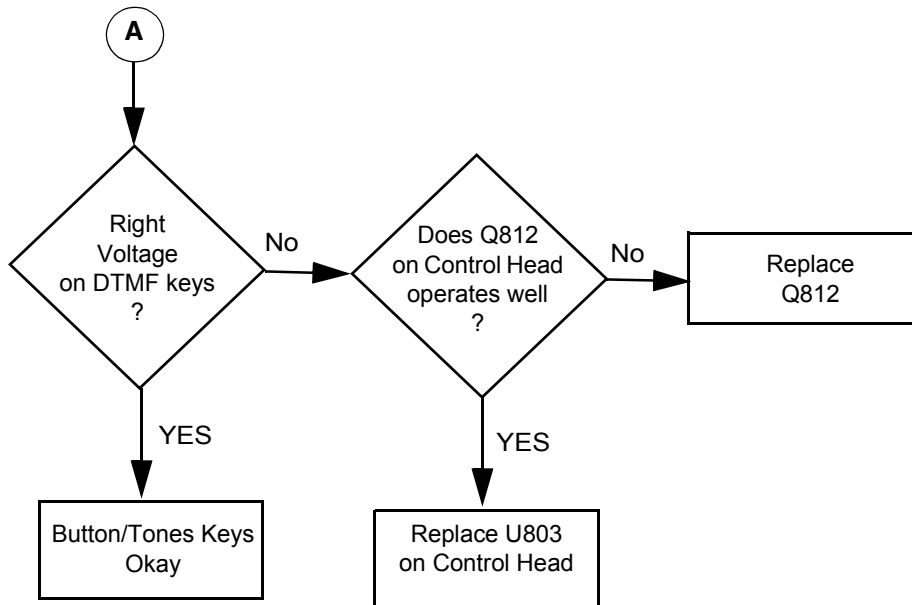 A
Right
Voltage
on DTMF keys
?
No
Does Q812
on Control Head
operates well
?
No
Replace
Q812
YES
Button/Tones Keys
Okay
YES
Replace U803
on Control Head